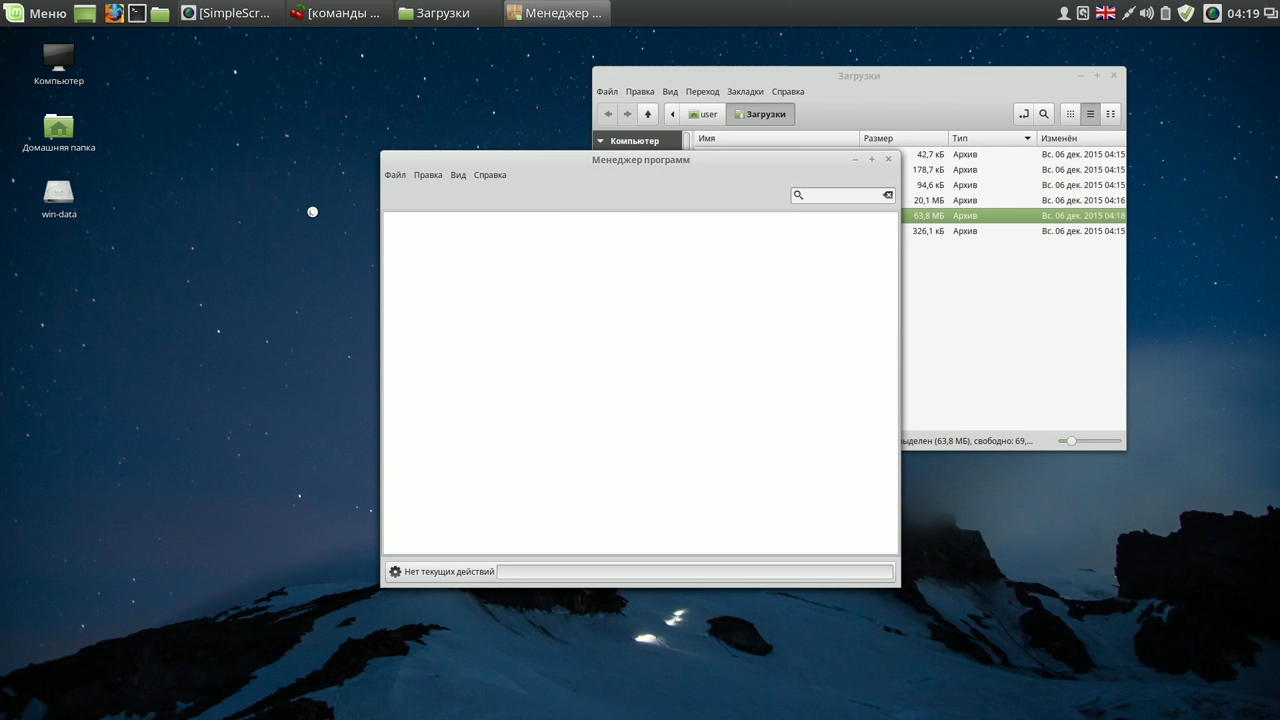 Меню [SimpleScr... [команды ... Загрузки Менеджер ... 04:19
Компьютер
Домашняя папка
win-data
Загрузки
Файл Правка Вид Переход Закладки Справка
user Загрузки
Компьютер Имя Размер Тип Изменён
42,7 кБ Архив Вс. 06 дек. 2015 04:15
178,7 кБ Архив Вс. 06 дек. 2015 04:15
94,6 кБ Архив Вс. 06 дек. 2015 04:15
20,1 МБ Архив Вс. 06 дек. 2015 04:16
63,8 МБ Архив Вс. 06 дек. 2015 04:18
326,1 кБ Архив Вс. 06 дек. 2015 04:15
(63,8 МБ), свободно: 69,...
Менеджер программ
Файл Правка Вид Справка
Нет текущих действий